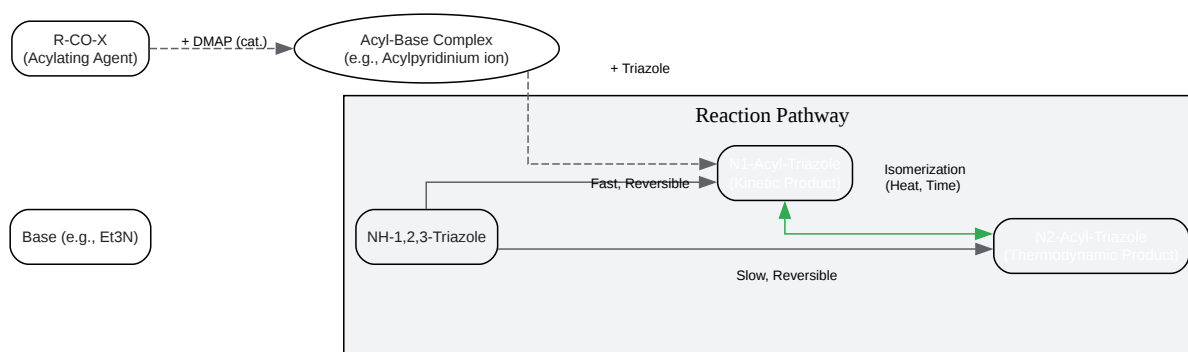 R-CO-X
(Acylating Agent)
+ DMAP (cat.)
Acyl-Base Complex
(e.g., Acylpyridinium ion)
+ Triazole
Reaction Pathway
N1-Acyl-Triazole
(Kinetic Product)
Isomerization
(Heat, Time)
Fast, Reversible
Base (e.g., Et3N)
NH-1,2,3-Triazole
N2-Acyl-Triazole
(Thermodynamic Product)
Slow, Reversible